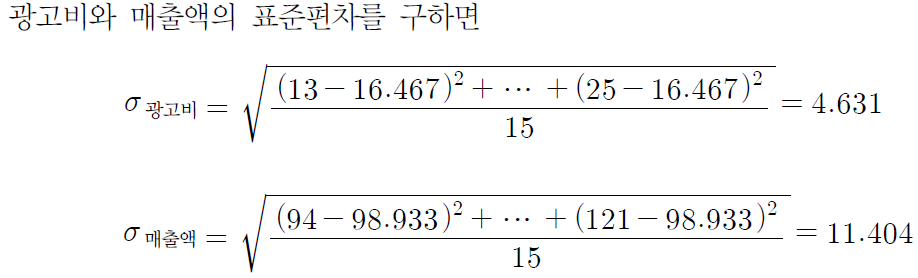 광고비와 매출액의 표준편차를 구하면
σ광고비 = √((13 − 16.467)² + ⋯ + (25 − 16.467)² / 15) = 4.631
σ매출액 = √((94 − 98.933)² + ⋯ + (121 − 98.933)² / 15) = 11.404